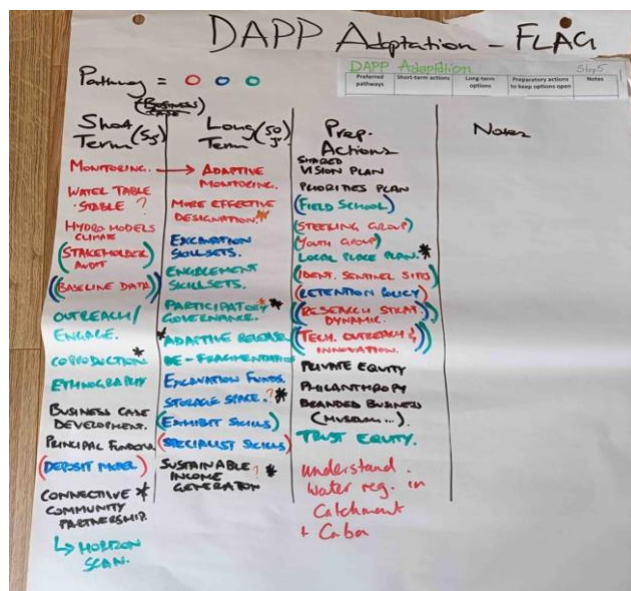 DAPP Adptation - FLAG
DAPP Adaptation
Step 5
Preferred pathways
Short-term actions
Long-term options
Preparatory actions to keep options open
Notes
Pathway = O O O
(Business Case)
Short Term (5y)
MONITORING. →
WATER TABLE
STABLE ?
HYDRO MODELS
CLIMATE
(STAKEHOLDER
AUDIT
((BASELINE DATA))
OUTREACH/
ENGAGE.
COPRODUCTION *
ETHNOGRAPHY
BUSINESS CASE
DEVELOPMENT.
PRINCIPAL FUNDING
(DEPOSIT MODEL)
CONNECTIVE *
COMMUNITY
PARTNERSHIP.
↳ HORIZON
SCAN.
Long Term (50 y)
ADAPTIVE
MONITORING.
MORE EFFECTIVE
DESIGNATION. *
EXCAVATION
SKILLSETS.
ENGAGEMENT
SKILLSETS.
PARTICIPATORY *
GOVERNANCE. *
* ADAPTIVE RELEASE
DE-FRAGMENTATION
EXCAVATION FUNDS.
STORAGE SPACE. ? *
(EXHIBIT SKILLS)
(SPECIALIST SKILLS)
SUSTAINABLE ? *
INCOME
GENERATION
Prep. Actions
SHARED
VISION PLAN
PRIORITIES PLAN
(FIELD SCHOOL)
(STEERING GROUP)
(YOUTH GROUP)
LOCAL PLACE PLAN. *
(IDENT. SENTINEL SITES)
(RETENTION POLICY)
((RESEARCH STRAT))
DYNAMIC.
((TECH. OUTREACH &
INNOVATION.))
PRIVATE EQUITY
PHILANTHROPY
BRANDED BUSINESS
(MUSEUM...)
TRUST EQUITY.
understand.
Water reg. in
Catchment
+ Carbon
Notes